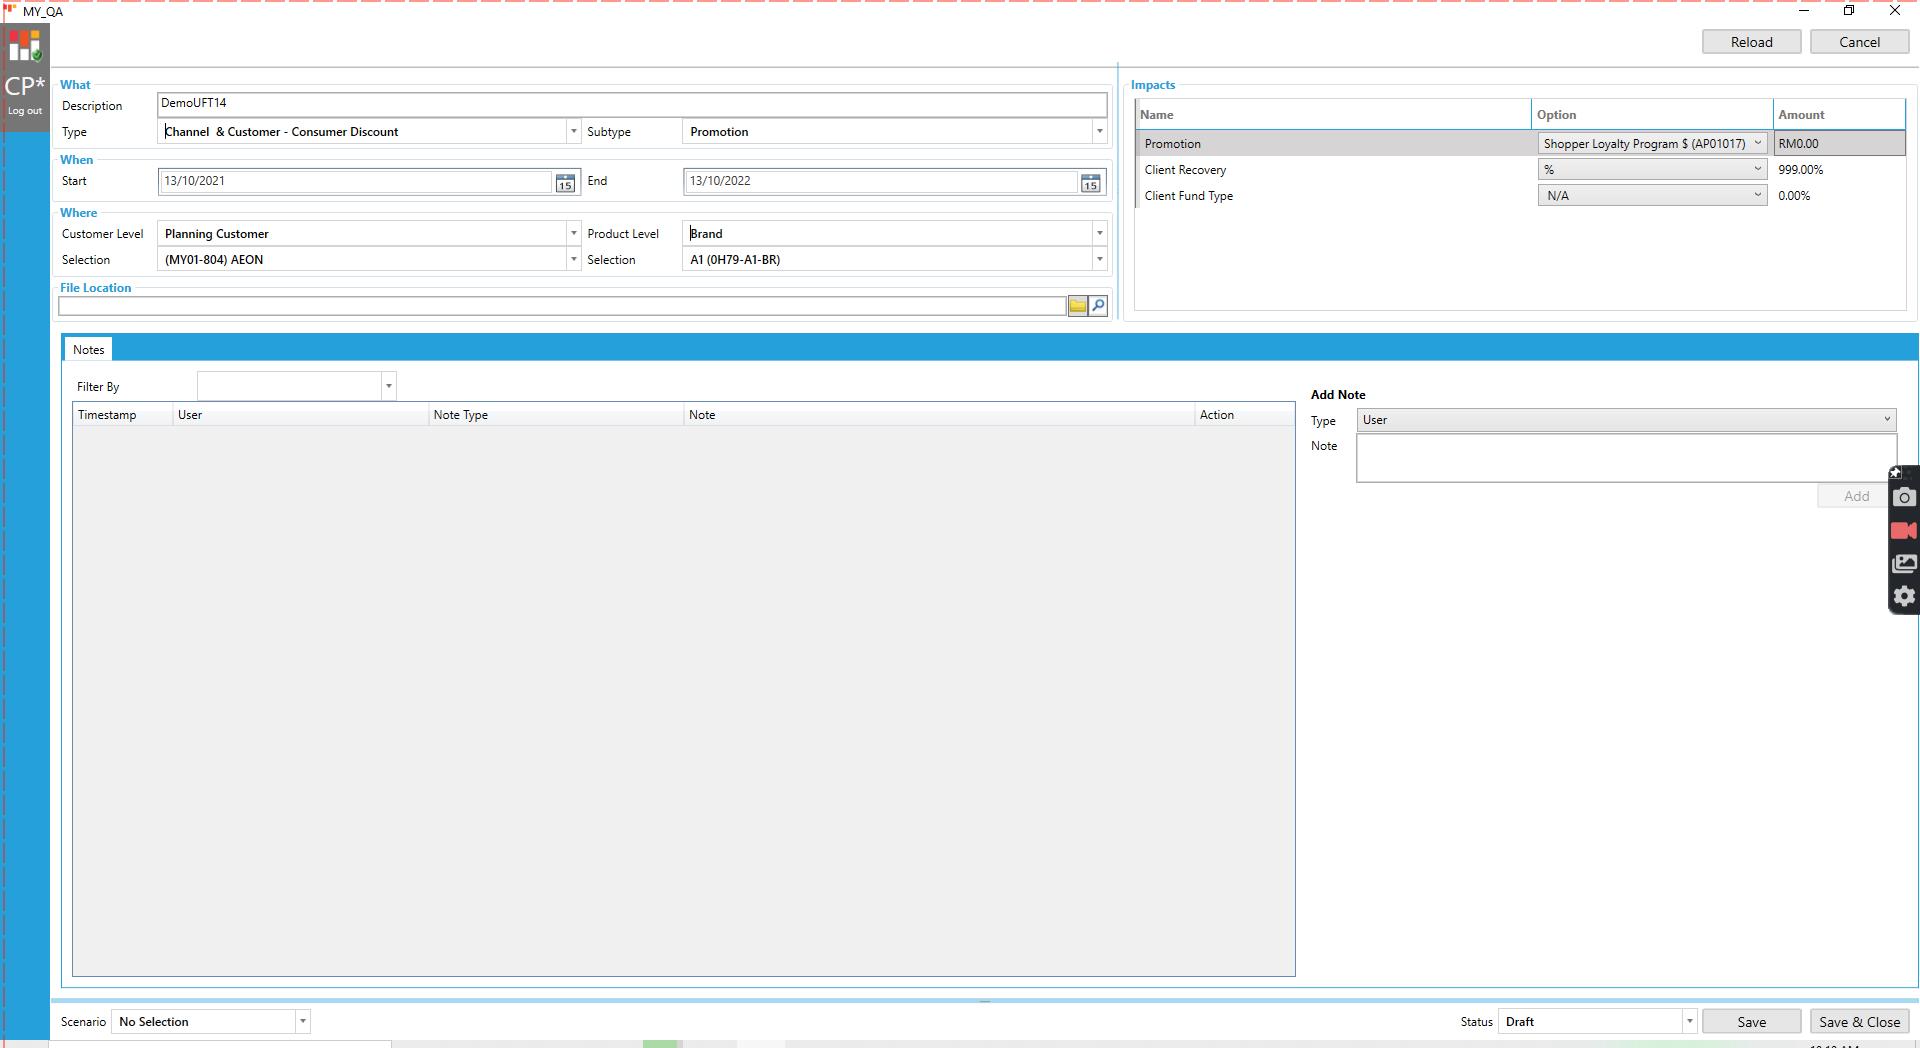 MY_QA
Reload Cancel
CP*
Log out
What
Description DemoUFT14
Type Channel & Customer - Consumer Discount Subtype Promotion
When
Start 13/10/2021 15 End 13/10/2022 15
Where
Customer Level Planning Customer Product Level Brand
Selection (MY01-804) AEON Selection A1 (0H79-A1-BR)
File Location
Impacts
Name Option Amount
Promotion Shopper Loyalty Program $ (AP01017) RM0.00
Client Recovery % 999.00%
Client Fund Type N/A 0.00%
Notes
Filter By
Timestamp User Note Type Note Action
Add Note
Type User
Note
Add
Scenario No Selection Status Draft Save Save & Close